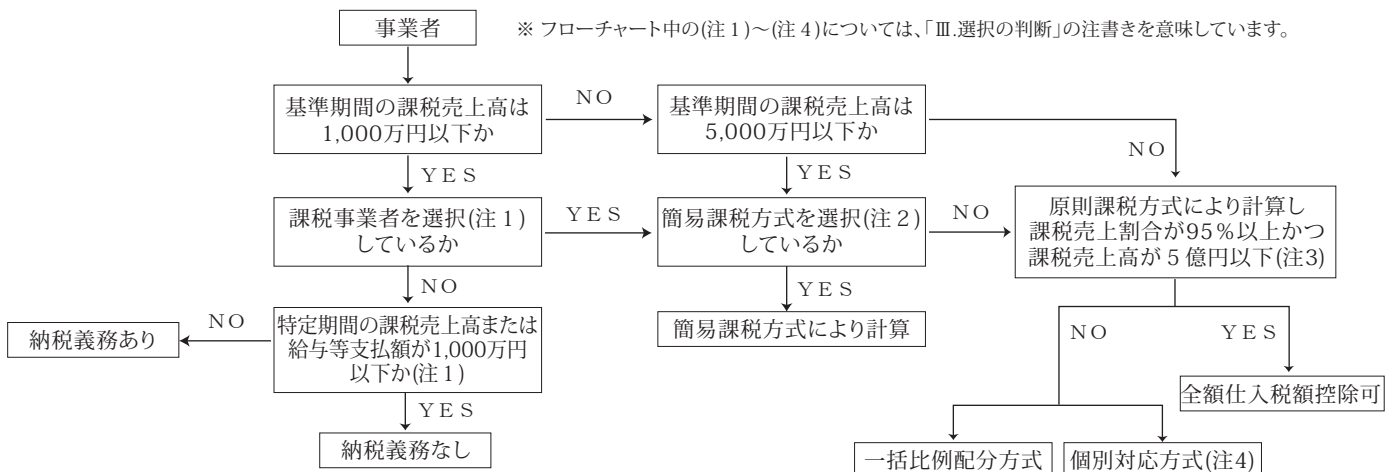 事業者
※ フローチャート中の(注1)～(注4)については、「Ⅲ.選択の判断」の注書きを意味しています。
基準期間の課税売上高は
1,000万円以下か
NO
基準期間の課税売上高は
5,000万円以下か
NO
YES
YES
課税事業者を選択(注1)
しているか
YES
簡易課税方式を選択(注2)
しているか
NO
原則課税方式により計算し
課税売上割合が95%以上かつ
課税売上高が5億円以下(注3)
NO
YES
納税義務あり
NO
特定期間の課税売上高または
給与等支払額が1,000万円
以下か(注1)
簡易課税方式により計算
NO
YES
YES
全額仕入税額控除可
納税義務なし
一括比例配分方式
個別対応方式(注4)